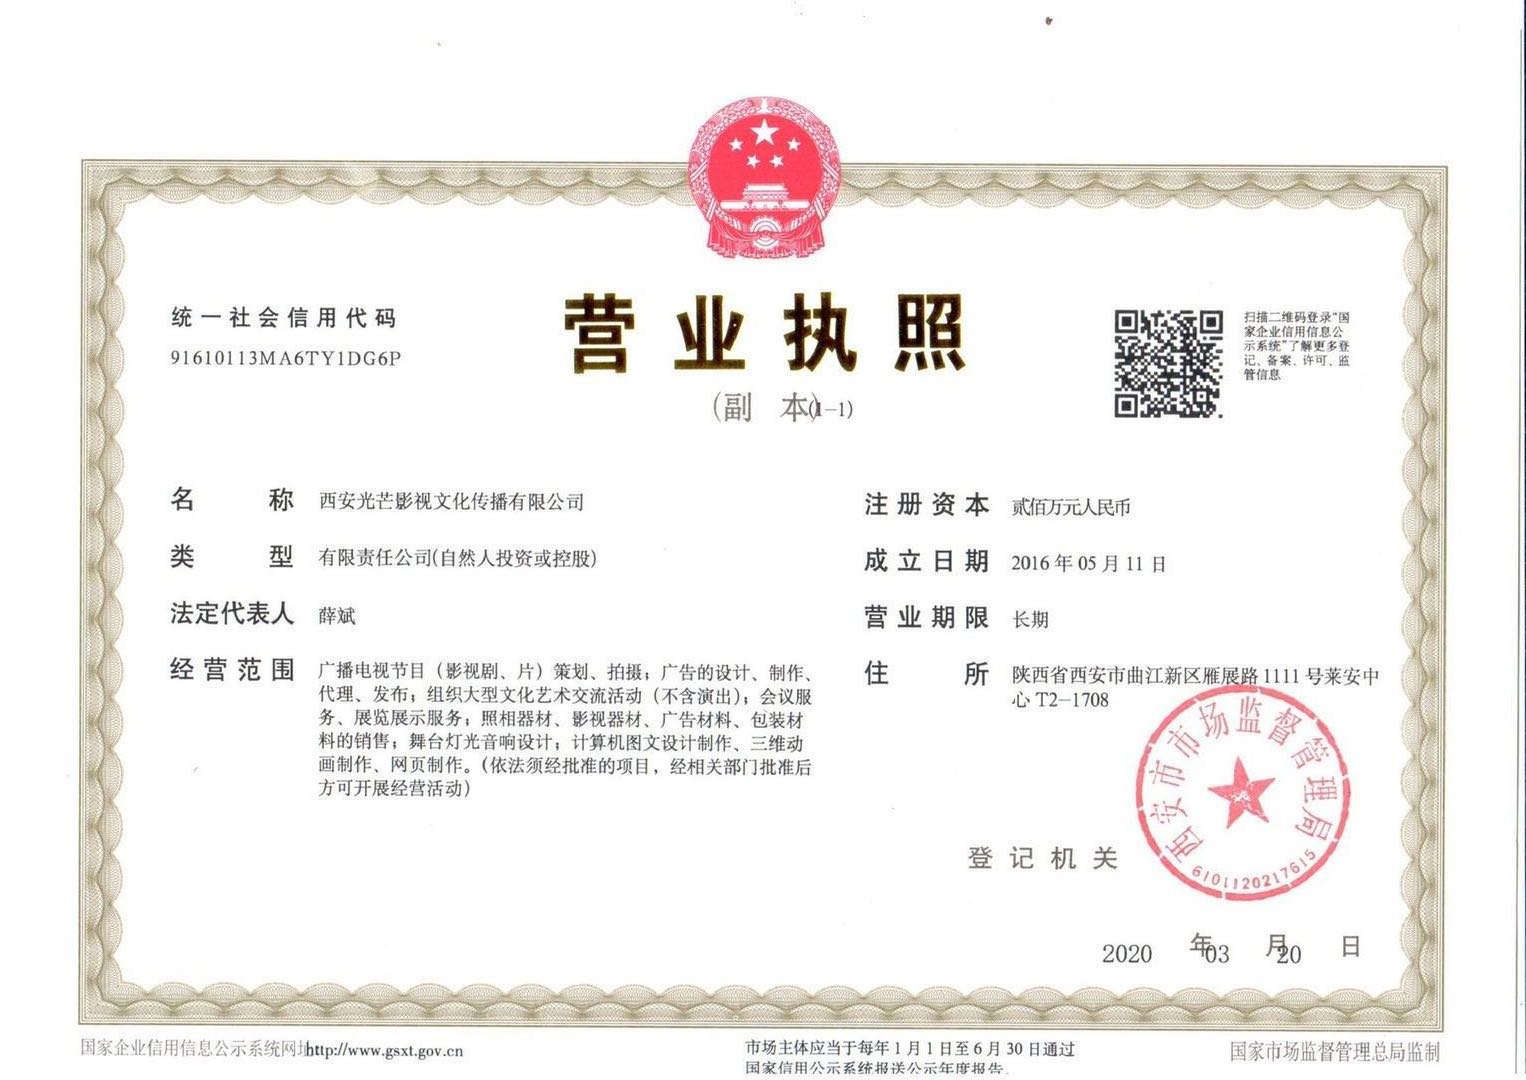 统一社会信用代码
91610113MA6TY1DG6P
营业执照
(副 本)(1-1)
扫描二维码登录“国
家企业信用信息公
示系统”了解更多登
记、备案、许可、监
管信息
名 称 西安光芒影视文化传播有限公司
类 型 有限责任公司(自然人投资或控股)
法定代表人 薛斌
经营范围 广播电视节目（影视剧、片）策划、拍摄；广告的设计、制作、
代理、发布；组织大型文化艺术交流活动（不含演出）；会议服
务、展览展示服务；照相器材、影视器材、广告材料、包装材
料的销售；舞台灯光音响设计；计算机图文设计制作、三维动
画制作、网页制作。（依法须经批准的项目，经相关部门批准后
方可开展经营活动）
注册资本 贰佰万元人民币
成立日期 2016年05月11日
营业期限 长期
住 所 陕西省西安市曲江新区雁展路1111号莱安中
心T2-1708
西安市市场监督管理局
6101120217615
登记机关
2020 年 03 月 20 日
国家企业信用信息公示系统网址http://www.gsxt.gov.cn
市场主体应当于每年1月1日至6月30日通过
国家信用公示系统报送公示年度报告。
国家市场监督管理总局监制